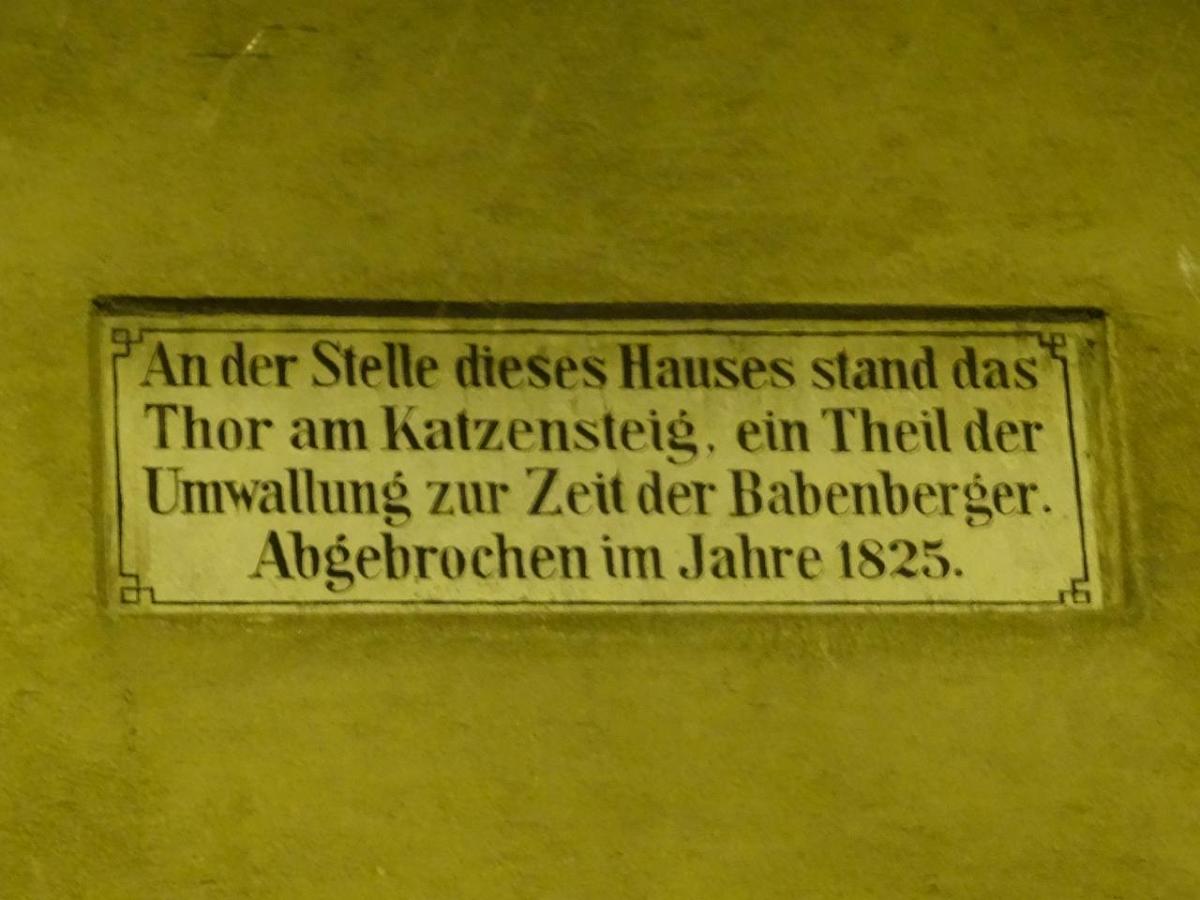 An der Stelle dieses Hauses stand das
Thor am Katzensteig, ein Theil der
Umwallung zur Zeit der Babenberger.
Abgebrochen im Jahre 1825.